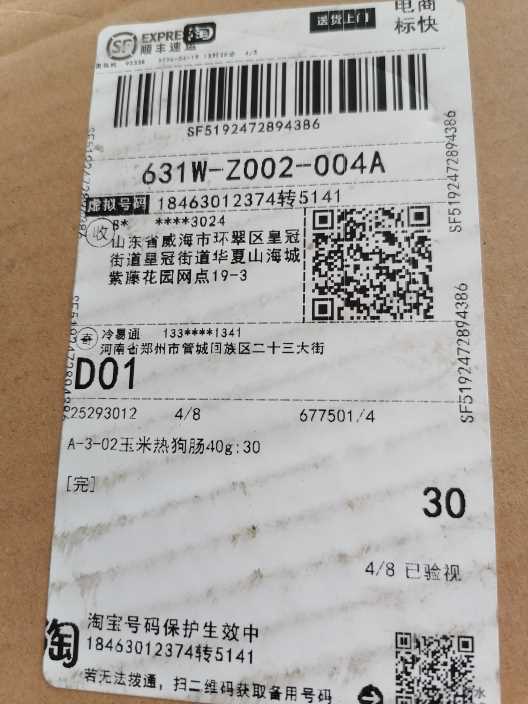 SF EXPRESS 淘
顺丰速运
送货上门
电商
标快
4/8
SF5192472894386
631W-Z002-004A
虚拟号码 18463012374转5141
收
****3024
山东省威海市环翠区皇冠
街道皇冠街道华夏山海城
紫藤花园网点19-3
SF5192472894386
寄 冷易通 133****1341
河南省郑州市管城回族区二十三大街
D01
SF5192472894386
25293012 4/8 677501/4
A-3-02玉米热狗肠40g:30
[完]
30
4/8 已验视
淘 淘宝号码保护生效中
18463012374转5141
若无法拨通，扫二维码获取备用号码